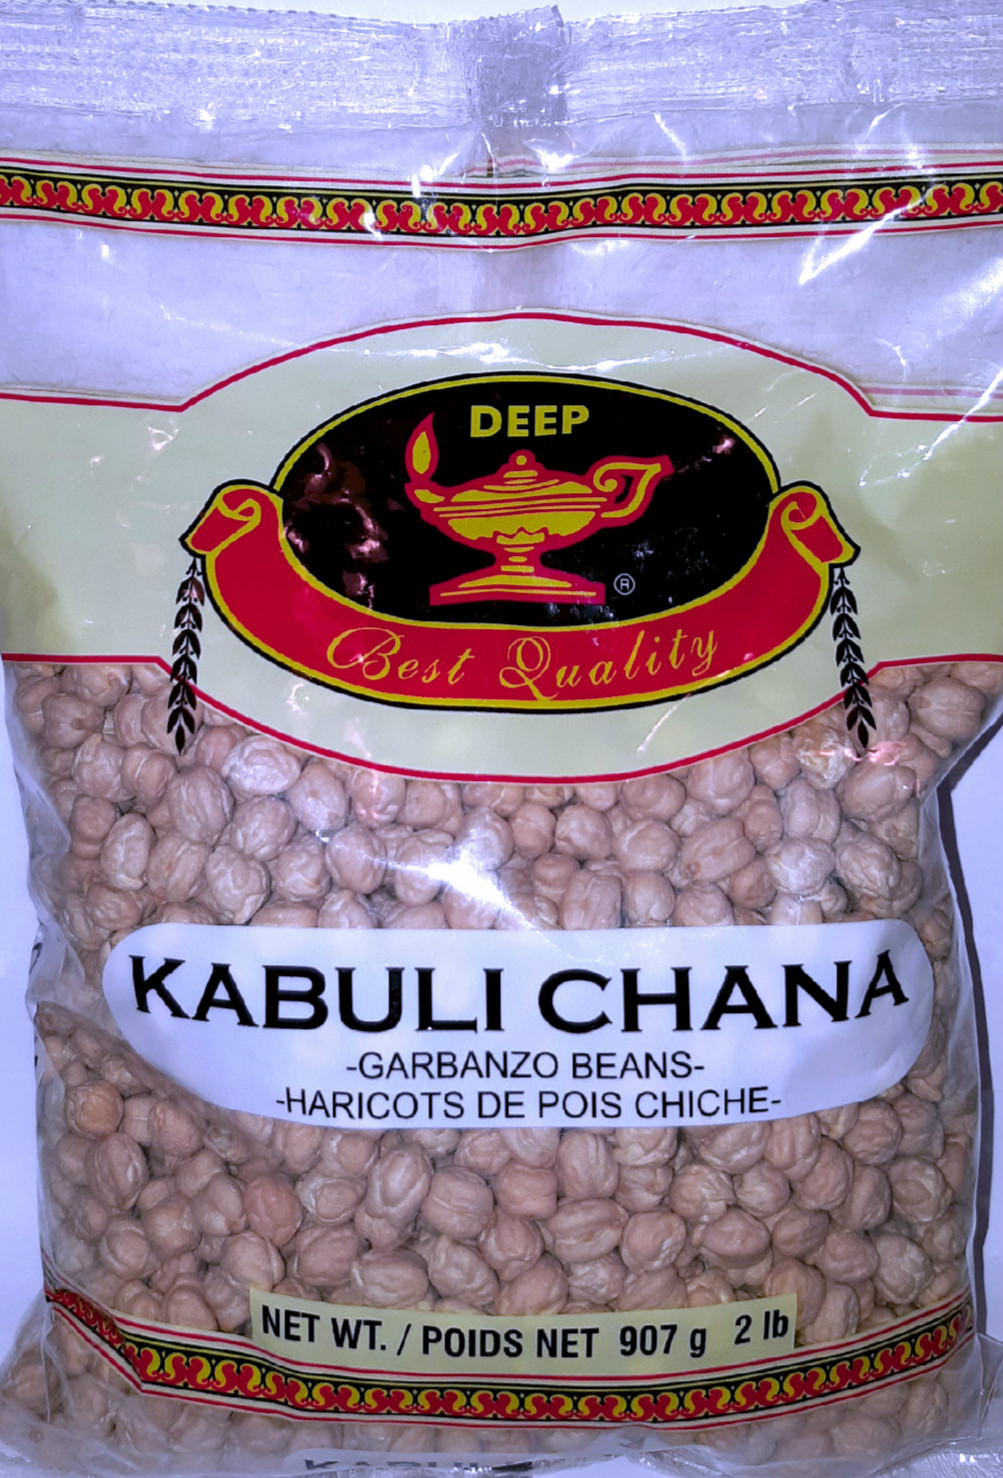 DEEP
®
Best Quality
KABULI CHANA
-GARBANZO BEANS-
-HARICOTS DE POIS CHICHE-
NET WT. / POIDS NET 907 g 2 lb